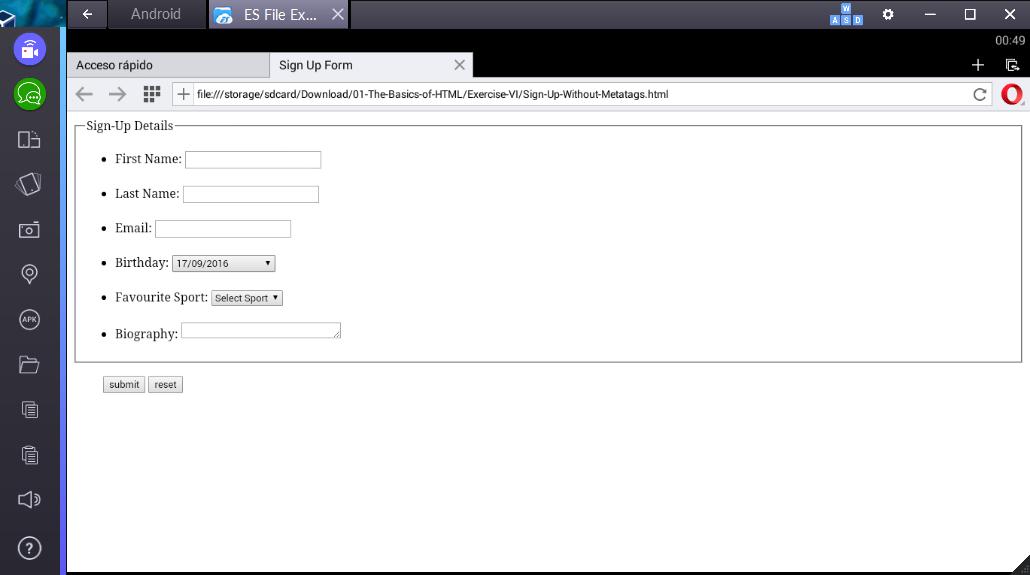 Android
ES File Ex...
W
A S D
00:49
Acceso rápido
Sign Up Form
file:///storage/sdcard/Download/01-The-Basics-of-HTML/Exercise-VI/Sign-Up-Without-Metatags.html
Sign-Up Details
First Name:
Last Name:
Email:
Birthday: 17/09/2016
Favourite Sport: Select Sport
Biography:
submit reset
APK